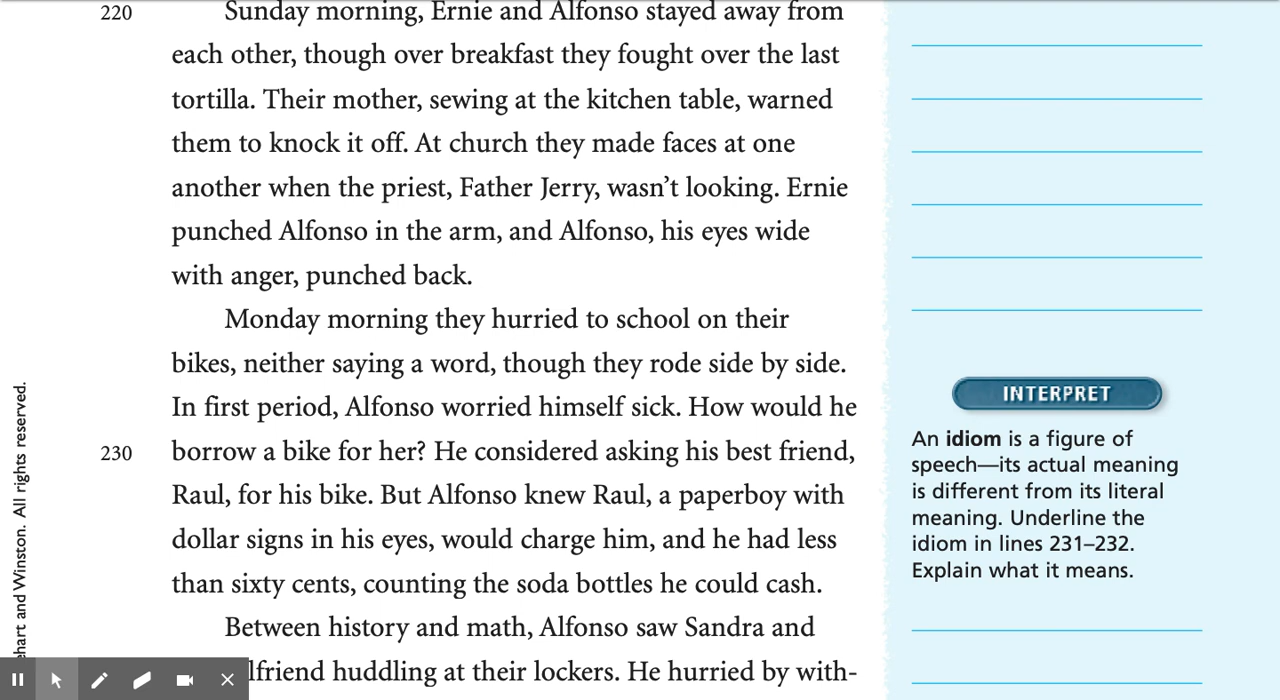 220 Sunday morning, Ernie and Alfonso stayed away from
each other, though over breakfast they fought over the last
tortilla. Their mother, sewing at the kitchen table, warned
them to knock it off. At church they made faces at one
another when the priest, Father Jerry, wasn’t looking. Ernie
punched Alfonso in the arm, and Alfonso, his eyes wide
with anger, punched back.
Monday morning they hurried to school on their
bikes, neither saying a word, though they rode side by side.
In first period, Alfonso worried himself sick. How would he
230 borrow a bike for her? He considered asking his best friend,
Raul, for his bike. But Alfonso knew Raul, a paperboy with
dollar signs in his eyes, would charge him, and he had less
than sixty cents, counting the soda bottles he could cash.
Between history and math, Alfonso saw Sandra and
lfriend huddling at their lockers. He hurried by with-
INTERPRET
An idiom is a figure of
speech—its actual meaning
is different from its literal
meaning. Underline the
idiom in lines 231–232.
Explain what it means.
hart and Winston. All rights reserved.